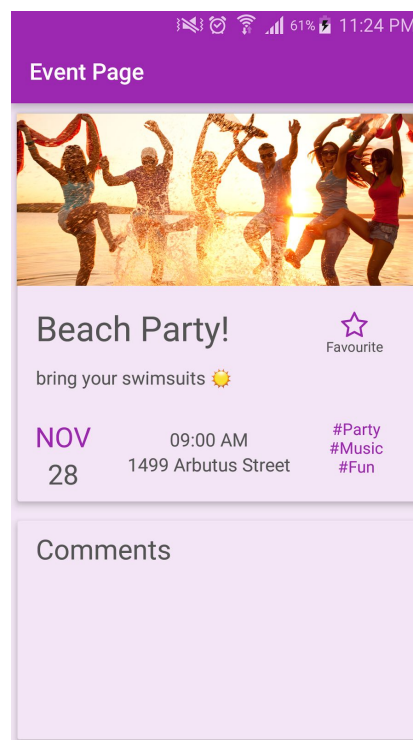 61% 11:24 PM
Event Page
Beach Party!
Favourite
bring your swimsuits 🌞
NOV
28
09:00 AM
1499 Arbutus Street
#Party
#Music
#Fun
Comments